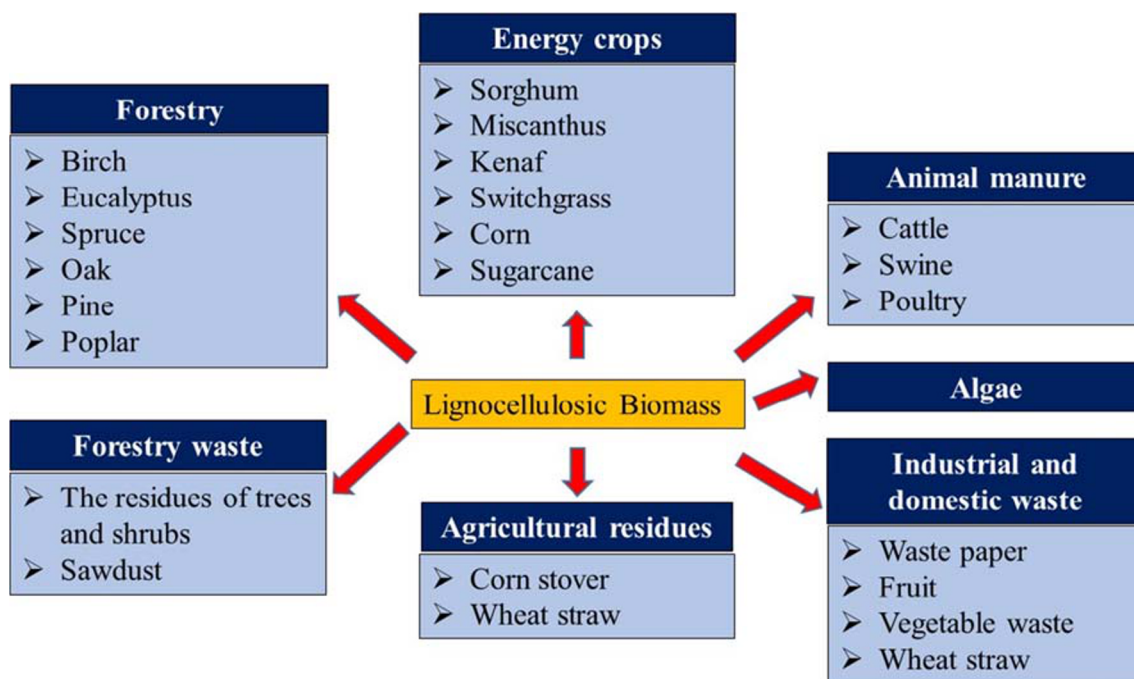 Energy crops
Sorghum
Miscanthus
Kenaf
Switchgrass
Corn
Sugarcane
Forestry
Birch
Eucalyptus
Spruce
Oak
Pine
Poplar
Animal manure
Cattle
Swine
Poultry
Lignocellulosic Biomass
Algae
Forestry waste
The residues of trees
and shrubs
Sawdust
Agricultural residues
Corn stover
Wheat straw
Industrial and
domestic waste
Waste paper
Fruit
Vegetable waste
Wheat straw